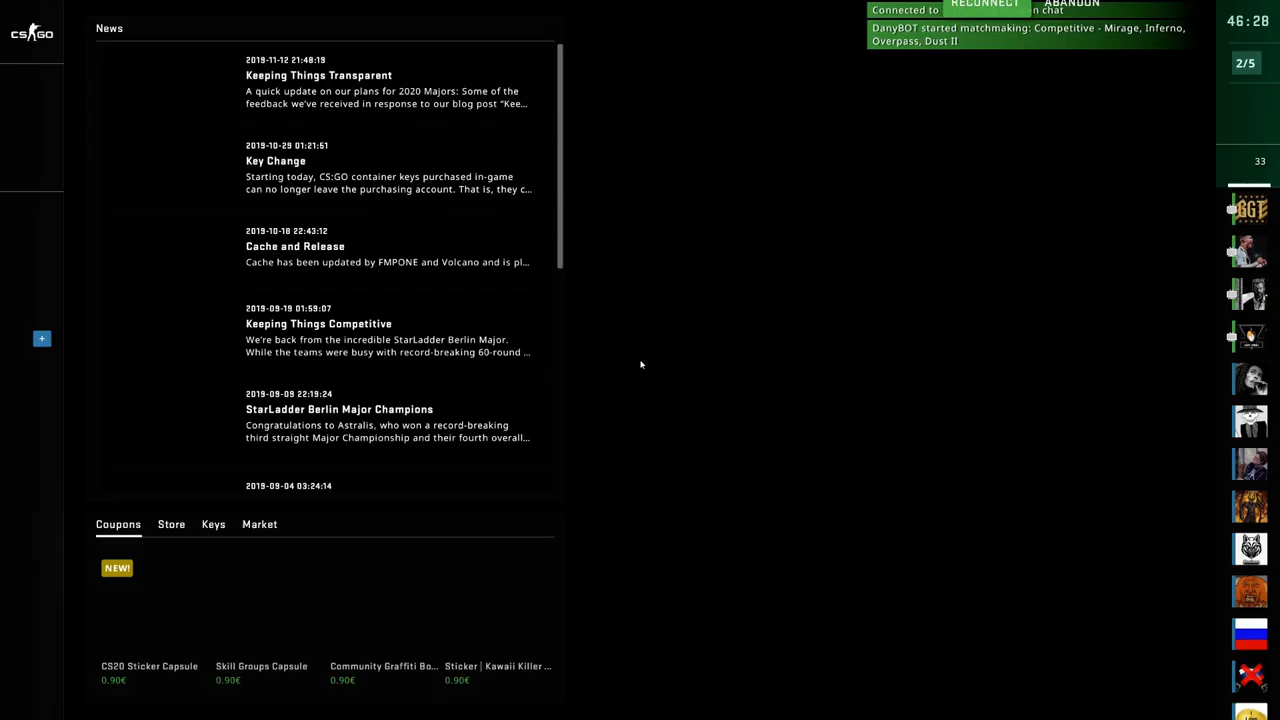 CS:GO
News
2019-11-12 21:48:19
Keeping Things Transparent
A quick update on our plans for 2020 Majors: Some of the
feedback we've received in response to our blog post “Kee...
2019-10-29 01:21:51
Key Change
Starting today, CS:GO container keys purchased in-game
can no longer leave the purchasing account. That is, they c...
2019-10-18 22:43:12
Cache and Release
Cache has been updated by FMPONE and Volcano and is pl...
2019-09-19 01:59:07
Keeping Things Competitive
We're back from the incredible StarLadder Berlin Major.
While the teams were busy with record-breaking 60-round ...
2019-09-09 22:19:24
StarLadder Berlin Major Champions
Congratulations to Astralis, who won a record-breaking
third straight Major Championship and their fourth overall...
2019-09-04 03:24:14
Coupons Store Keys Market
NEW!
CS20 Sticker Capsule
0.90€
Skill Groups Capsule
0.90€
Community Graffiti Bo...
0.90€
Sticker | Kawaii Killer ...
0.90€
RECONNECT ABANDON
Connected to n chat
DanyBOT started matchmaking: Competitive - Mirage, Inferno,
Overpass, Dust II
46:28
2/5
33
GGT